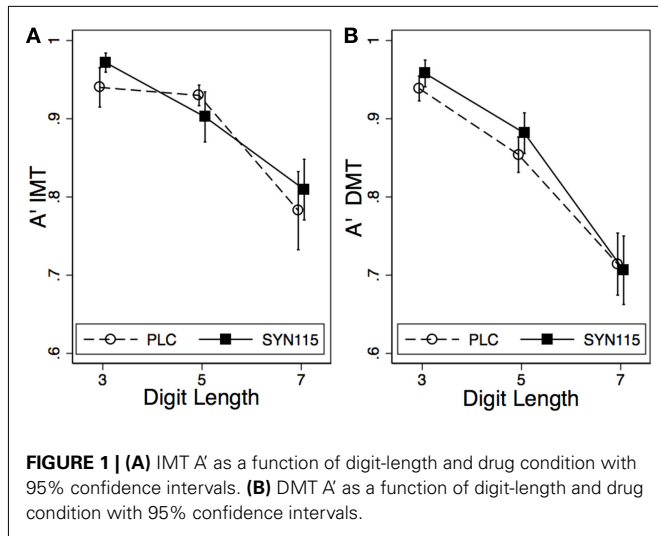 A
B
1
.9
.8
.7
.6
A' IMT
PLC
SYN115
3 5 7
Digit Length
1
.9
.8
.7
.6
A' DMT
PLC
SYN115
3 5 7
Digit Length
FIGURE 1 | (A) IMT A′ as a function of digit-length and drug condition with
95% confidence intervals. (B) DMT A′ as a function of digit-length and drug
condition with 95% confidence intervals.